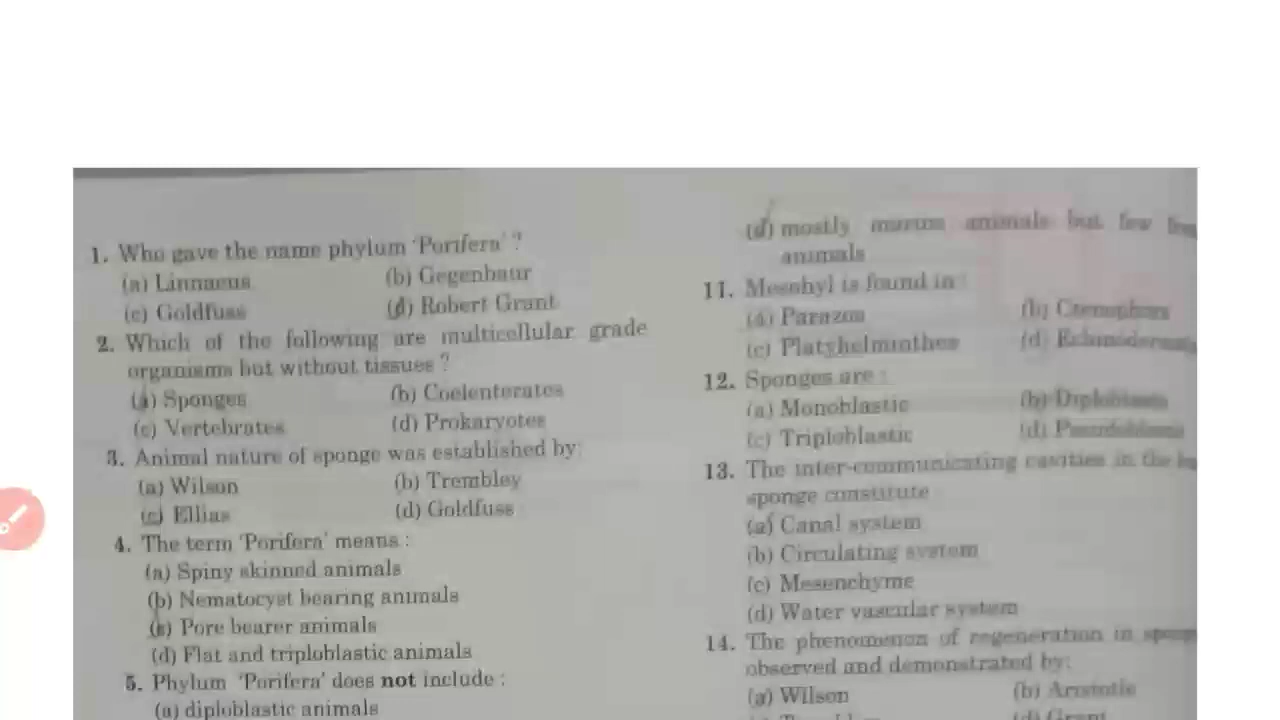 1. Who gave the name phylum 'Porifera' ?
(a) Linnaeus (b) Gegenbaur
(c) Goldfuss (d) Robert Grant
2. Which of the following are multicellular grade
organisms but without tissues ?
(a) Sponges (b) Coelenterates
(c) Vertebrates (d) Prokaryotes
3. Animal nature of sponge was established by:
(a) Wilson (b) Trembley
(c) Ellias (d) Goldfuss
4. The term 'Porifera' means :
(a) Spiny skinned animals
(b) Nematocyst bearing animals
(c) Pore bearer animals
(d) Flat and triploblastic animals
5. Phylum 'Porifera' does not include :
(a) diploblastic animals
(d) mostly marine animals but few
animals
11. Mesohyl is found in :
(a) Parazoa (b) Ctenophora
(c) Platyhelminthes (d)
12. Sponges are :
(a) Monoblastic (b) Diploblastic
(c) Triploblastic (d)
13. The inter-communicating cavities in the
sponge constitute
(a) Canal system
(b) Circulating system
(c) Mesenchyme
(d) Water vascular system
14. The phenomenon of regeneration in
observed and demonstrated by:
(a) Wilson (b) Aristotle
(d) Grant